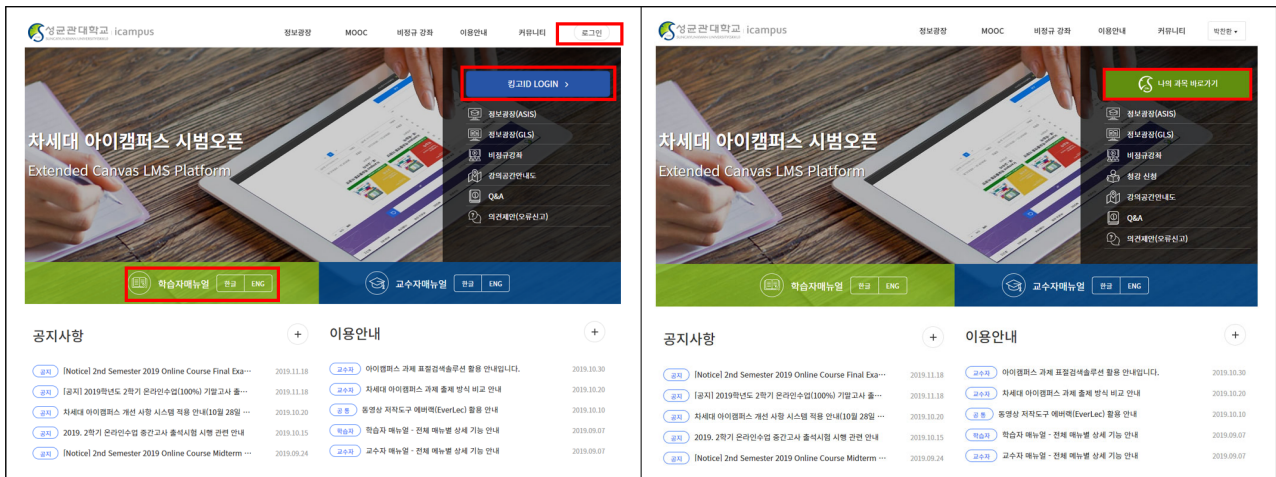 성균관대학교 icampus
정보광장 MOOC 비정규 강좌 이용안내 커뮤니티 로그인
킹고ID LOGIN >
정보광장(ASIS)
정보광장(GLS)
비정규강좌
강의공간안내도
Q&A
의견제안(오류신고)
차세대 아이캠퍼스 시범오픈
Extended Canvas LMS Platform
학습자매뉴얼 한글 ENG
교수자매뉴얼 한글 ENG
공지사항 +
공지 [Notice] 2nd Semester 2019 Online Course Final Exa… 2019.11.18
공지 [공지] 2019학년도 2학기 온라인수업(100%) 기말고사 출… 2019.11.18
공지 차세대 아이캠퍼스 개선 사항 시스템 적용 안내(10월 28일 … 2019.10.20
공지 2019. 2학기 온라인수업 중간고사 출석시험 시행 관련 안내 2019.10.15
공지 [Notice] 2nd Semester 2019 Online Course Midterm … 2019.09.24
이용안내 +
교수자 아이캠퍼스 과제 표절검색솔루션 활용 안내입니다. 2019.10.30
교수자 차세대 아이캠퍼스 과제 출제 방식 비교 안내 2019.10.20
공 통 동영상 저작도구 에버렉(EverLec) 활용 안내 2019.10.10
학습자 학습자 매뉴얼 - 전체 메뉴별 상세 기능 안내 2019.09.07
교수자 교수자 매뉴얼 - 전체 메뉴별 상세 기능 안내 2019.09.07
성균관대학교 icampus
정보광장 MOOC 비정규 강좌 이용안내 커뮤니티 박찬환
나의 과목 바로가기
정보광장(ASIS)
정보광장(GLS)
비정규강좌
청강 신청
강의공간안내도
Q&A
의견제안(오류신고)
차세대 아이캠퍼스 시범오픈
Extended Canvas LMS Platform
학습자매뉴얼 한글 ENG
교수자매뉴얼 한글 ENG
공지사항 +
공지 [Notice] 2nd Semester 2019 Online Course Final Exa… 2019.11.18
공지 [공지] 2019학년도 2학기 온라인수업(100%) 기말고사 출… 2019.11.18
공지 차세대 아이캠퍼스 개선 사항 시스템 적용 안내(10월 28일 … 2019.10.20
공지 2019. 2학기 온라인수업 중간고사 출석시험 시행 관련 안내 2019.10.15
공지 [Notice] 2nd Semester 2019 Online Course Midterm … 2019.09.24
이용안내 +
교수자 아이캠퍼스 과제 표절검색솔루션 활용 안내입니다. 2019.10.30
교수자 차세대 아이캠퍼스 과제 출제 방식 비교 안내 2019.10.20
공 통 동영상 저작도구 에버렉(EverLec) 활용 안내 2019.10.10
학습자 학습자 매뉴얼 - 전체 메뉴별 상세 기능 안내 2019.09.07
교수자 교수자 매뉴얼 - 전체 메뉴별 상세 기능 안내 2019.09.07